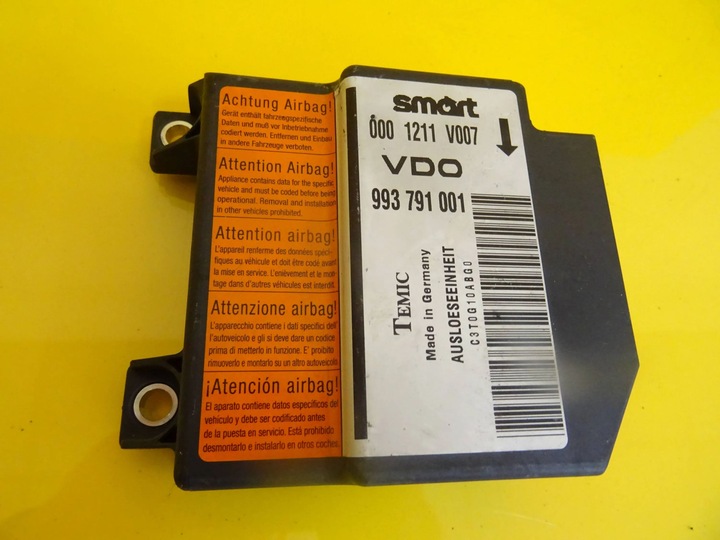 Achtung Airbag!
Gerät enthält fahrzeugspezifische
Daten und muß vor Inbetriebnahme
codiert werden. Entfernen und Einbau
in andere Fahrzeuge verboten.
Attention Airbag!
Appliance contains data for the specific
vehicle and must be coded before being
operational. Removal and installation
in other vehicles prohibited.
Attention airbag!
L'appareil renferme des données spéci-
fiques au véhicule et doit être codé avant
la mise en service. L'enlèvement et le mon-
tage dans d'autres véhicules est interdit.
Attenzione airbag!
L'apparecchio contiene i dati specifici dell'
autoveicolo e gli si deve dare un codice
prima di metterlo in funzione. E' proibito
rimuoverlo e montarlo su un altro autoveicolo.
¡Atención airbag!
El aparato contiene datos específicos del
vehículo y debe ser codificado antes
de la puesta en servicio. Está prohibido
desmontarlo e instalarlo en otros coches.
smart
000 1211 V007
VDO
993 791 001
TEMIC
Made in Germany
AUSLOESEEINHEIT
C3T0G10ABG0